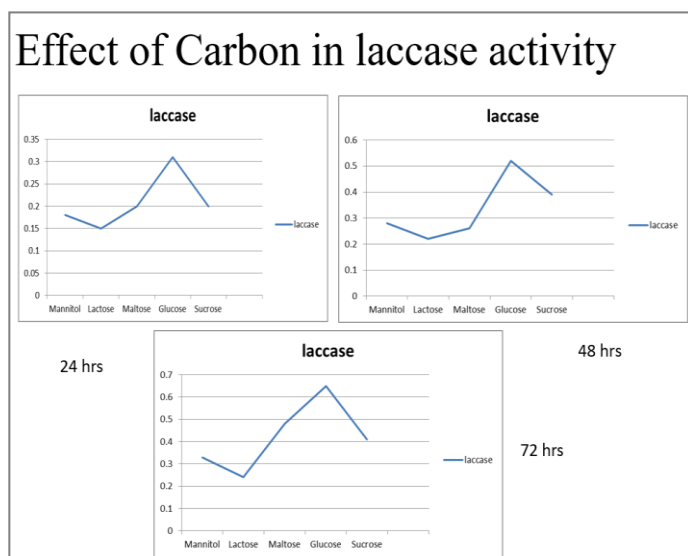 Effect of Carbon in laccase activity
laccase
0.35
0.3
0.25
0.2
0.15
0.1
0.05
0
Mannitol Lactose Maltose Glucose Sucrose
laccase
24 hrs
laccase
0.6
0.5
0.4
0.3
0.2
0.1
0
Mannitol Lactose Maltose Glucose Sucrose
laccase
48 hrs
laccase
0.7
0.6
0.5
0.4
0.3
0.2
0.1
0
Mannitol Lactose Maltose Glucose Sucrose
laccase
72 hrs